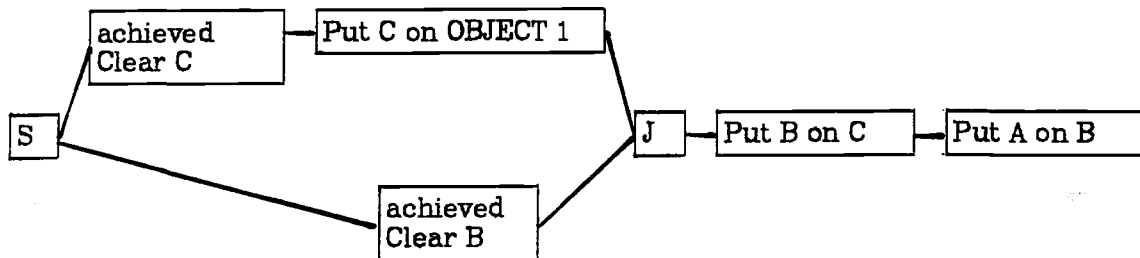 achieved
Clear C
Put C on OBJECT 1
S
J
Put B on C
Put A on B
achieved
Clear B